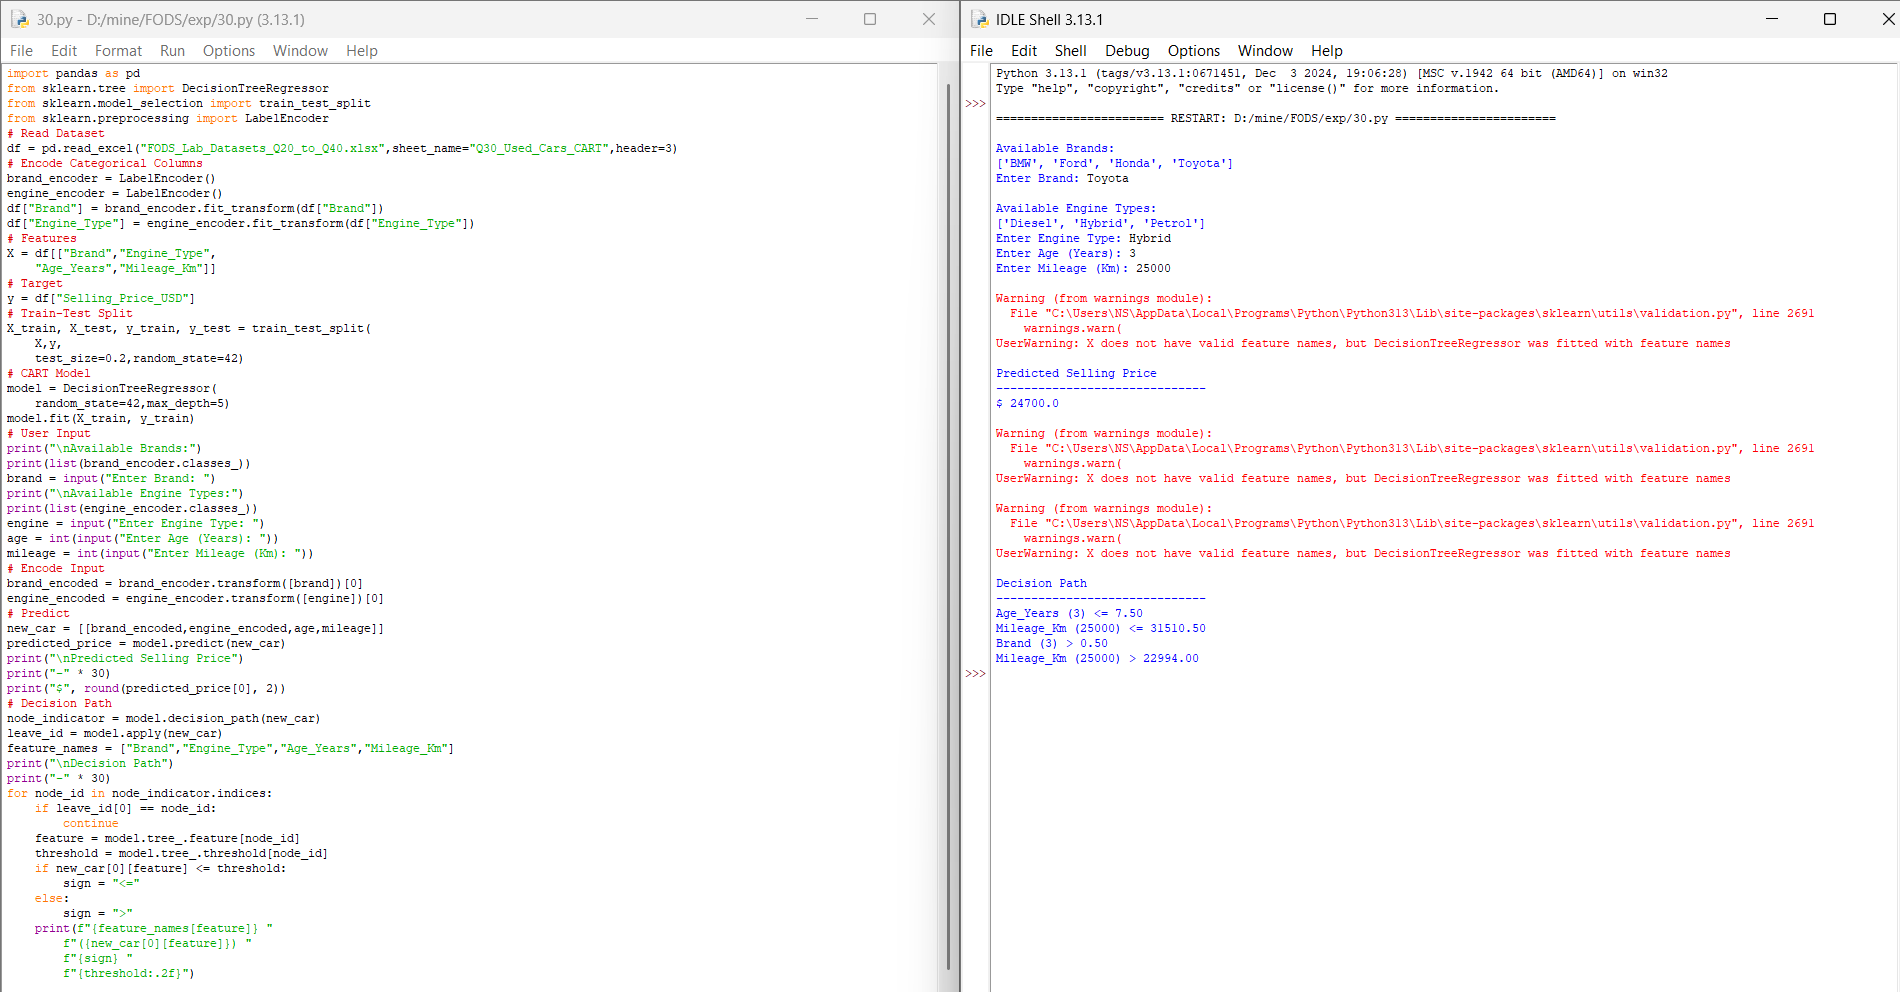 30.py - D:/mine/FODS/exp/30.py (3.13.1)
File Edit Format Run Options Window Help
import pandas as pd
from sklearn.tree import DecisionTreeRegressor
from sklearn.model_selection import train_test_split
from sklearn.preprocessing import LabelEncoder
# Read Dataset
df = pd.read_excel("FODS_Lab_Datasets_Q20_to_Q40.xlsx",sheet_name="Q30_Used_Cars_CART",header=3)
# Encode Categorical Columns
brand_encoder = LabelEncoder()
engine_encoder = LabelEncoder()
df["Brand"] = brand_encoder.fit_transform(df["Brand"])
df["Engine_Type"] = engine_encoder.fit_transform(df["Engine_Type"])
# Features
X = df[["Brand","Engine_Type",
    "Age_Years","Mileage_Km"]]
# Target
y = df["Selling_Price_USD"]
# Train-Test Split
X_train, X_test, y_train, y_test = train_test_split(
    X,y,
    test_size=0.2,random_state=42)
# CART Model
model = DecisionTreeRegressor(
    random_state=42,max_depth=5)
model.fit(X_train, y_train)
# User Input
print("\nAvailable Brands:")
print(list(brand_encoder.classes_))
brand = input("Enter Brand: ")
print("\nAvailable Engine Types:")
print(list(engine_encoder.classes_))
engine = input("Enter Engine Type: ")
age = int(input("Enter Age (Years): "))
mileage = int(input("Enter Mileage (Km): "))
# Encode Input
brand_encoded = brand_encoder.transform([brand])[0]
engine_encoded = engine_encoder.transform([engine])[0]
# Predict
new_car = [[brand_encoded,engine_encoded,age,mileage]]
predicted_price = model.predict(new_car)
print("\nPredicted Selling Price")
print("-" * 30)
print("$", round(predicted_price[0], 2))
# Decision Path
node_indicator = model.decision_path(new_car)
leave_id = model.apply(new_car)
feature_names = ["Brand","Engine_Type","Age_Years","Mileage_Km"]
print("\nDecision Path")
print("-" * 30)
for node_id in node_indicator.indices:
    if leave_id[0] == node_id:
        continue
    feature = model.tree_.feature[node_id]
    threshold = model.tree_.threshold[node_id]
    if new_car[0][feature] <= threshold:
        sign = "<="
    else:
        sign = ">"
    print(f"{feature_names[feature]} "
        f"({new_car[0][feature]}) "
        f"{sign} "
        f"{threshold:.2f}")
IDLE Shell 3.13.1
File Edit Shell Debug Options Window Help
Python 3.13.1 (tags/v3.13.1:0671451, Dec  3 2024, 19:06:28) [MSC v.1942 64 bit (AMD64)] on win32
Type "help", "copyright", "credits" or "license()" for more information.
>>>
======================== RESTART: D:/mine/FODS/exp/30.py =======================
Available Brands:
['BMW', 'Ford', 'Honda', 'Toyota']
Enter Brand: Toyota
Available Engine Types:
['Diesel', 'Hybrid', 'Petrol']
Enter Engine Type: Hybrid
Enter Age (Years): 3
Enter Mileage (Km): 25000
Warning (from warnings module):
  File "C:\Users\NS\AppData\Local\Programs\Python\Python313\Lib\site-packages\sklearn\utils\validation.py", line 2691
    warnings.warn(
UserWarning: X does not have valid feature names, but DecisionTreeRegressor was fitted with feature names
Predicted Selling Price
------------------------------
$ 24700.0
Warning (from warnings module):
  File "C:\Users\NS\AppData\Local\Programs\Python\Python313\Lib\site-packages\sklearn\utils\validation.py", line 2691
    warnings.warn(
UserWarning: X does not have valid feature names, but DecisionTreeRegressor was fitted with feature names
Warning (from warnings module):
  File "C:\Users\NS\AppData\Local\Programs\Python\Python313\Lib\site-packages\sklearn\utils\validation.py", line 2691
    warnings.warn(
UserWarning: X does not have valid feature names, but DecisionTreeRegressor was fitted with feature names
Decision Path
------------------------------
Age_Years (3) <= 7.50
Mileage_Km (25000) <= 31510.50
Brand (3) > 0.50
Mileage_Km (25000) > 22994.00
>>>